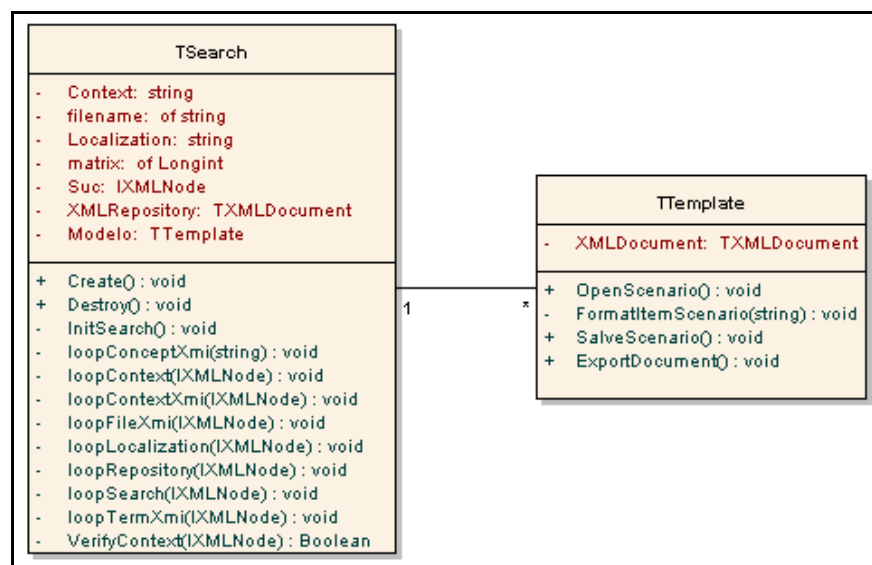 TSearch
- Context: string
- filename: of string
- Localization: string
- matrix: of Longint
- Suc: IXMLNode
- XMLRepository: TXMLDocument
- Modelo: TTemplate
+ Create() : void
+ Destroy() : void
- InitSearch() : void
- loopConceptXmi(string) : void
- loopContext(IXMLNode) : void
- loopContextXmi(IXMLNode) : void
- loopFileXmi(IXMLNode) : void
- loopLocalization(IXMLNode) : void
- loopRepository(IXMLNode) : void
- loopSearch(IXMLNode) : void
- loopTermXmi(IXMLNode) : void
- VerifyContext(IXMLNode) : Boolean
1
*
TTemplate
- XMLDocument: TXMLDocument
+ OpenScenario() : void
- FormatItemScenario(string) : void
+ SalveScenario() : void
+ ExportDocument() : void